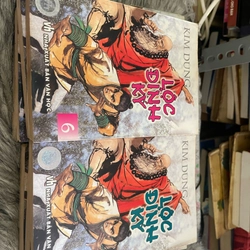 KIM DUNG
LỘC
ĐỈNH
KÝ
NHÀ XUẤT BẢN VĂN HỌC
6
KIM DUNG
LỘC
ĐỈNH
KÝ
NHÀ XUẤT BẢN VĂN HỌC